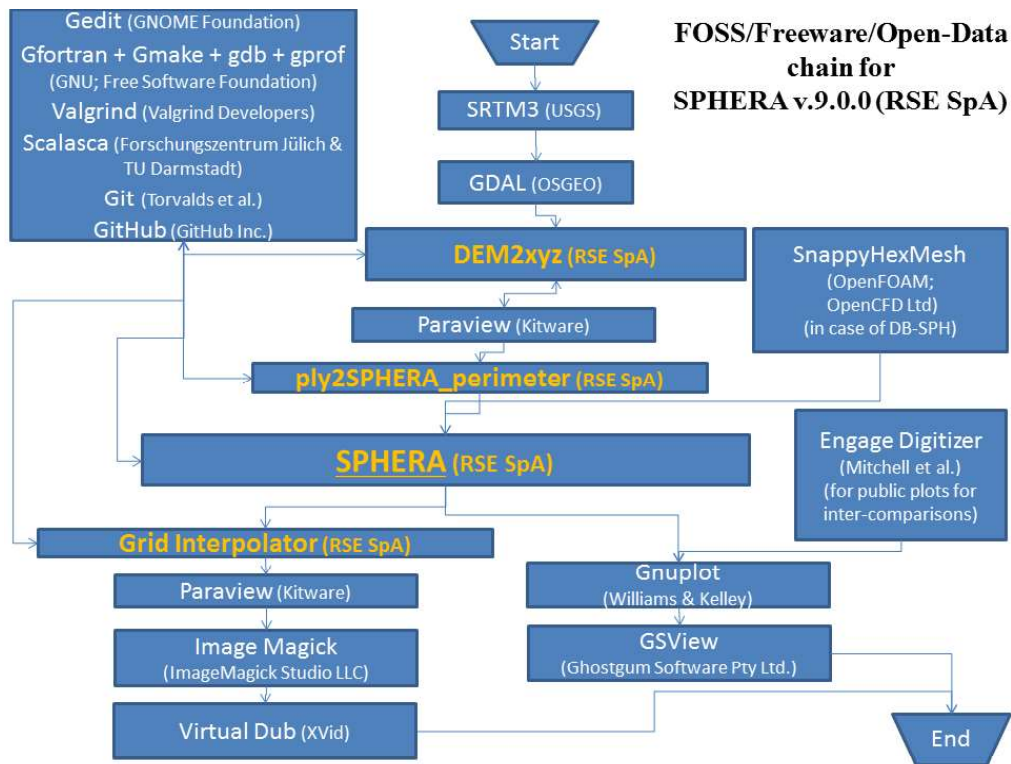 Gedit (GNOME Foundation)
Gfortran + Gmake + gdb + gprof
(GNU; Free Software Foundation)
Valgrind (Valgrind Developers)
Scalasca (Forschungszentrum Jülich &
TU Darmstadt)
Git (Torvalds et al.)
GitHub (GitHub Inc.)
Start
FOSS/Freeware/Open-Data
chain for
SPHERA v.9.0.0 (RSE SpA)
SRTM3 (USGS)
GDAL (OSGEO)
DEM2xyz (RSE SpA)
SnappyHexMesh
(OpenFOAM;
OpenCFD Ltd)
(in case of DB-SPH)
Paraview (Kitware)
ply2SPHERA_perimeter (RSE SpA)
SPHERA (RSE SpA)
Engage Digitizer
(Mitchell et al.)
(for public plots for
inter-comparisons)
Grid Interpolator (RSE SpA)
Paraview (Kitware)
Image Magick
(ImageMagick Studio LLC)
Virtual Dub (XVid)
Gnuplot
(Williams & Kelley)
GSView
(Ghostgum Software Pty Ltd.)
End